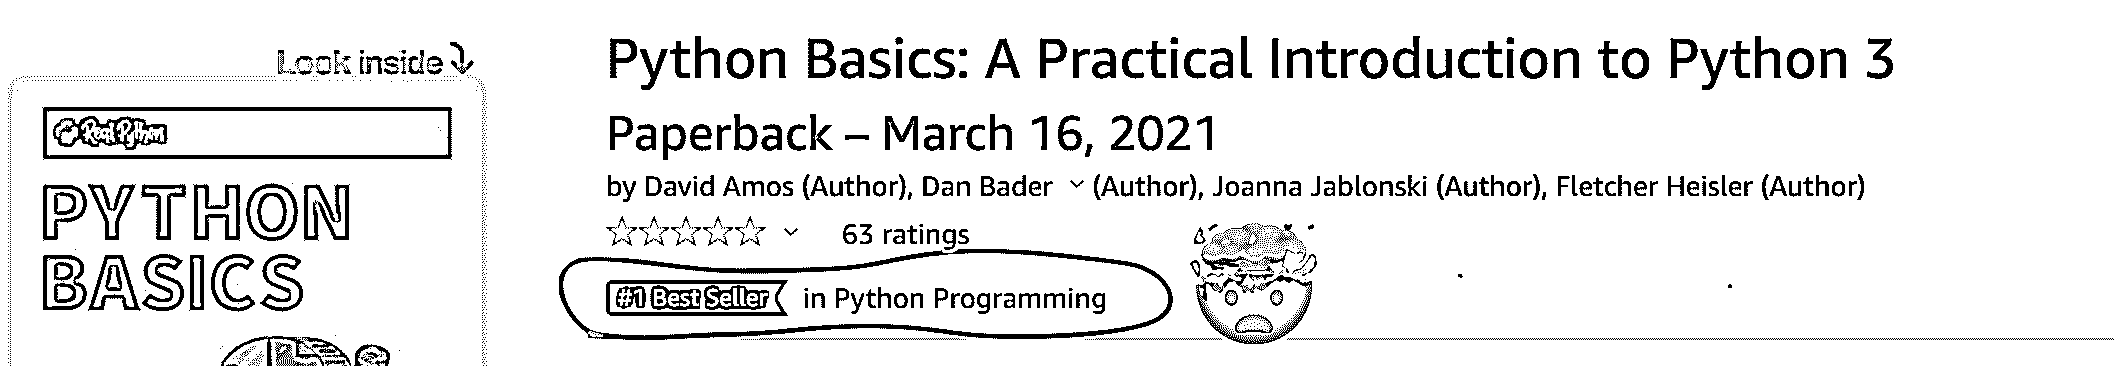 Look inside
Real Python
PYTHON
BASICS
Python Basics: A Practical Introduction to Python 3
Paperback – March 16, 2021
by David Amos (Author), Dan Bader (Author), Joanna Jablonski (Author), Fletcher Heisler (Author)
63 ratings
#1 Best Seller in Python Programming